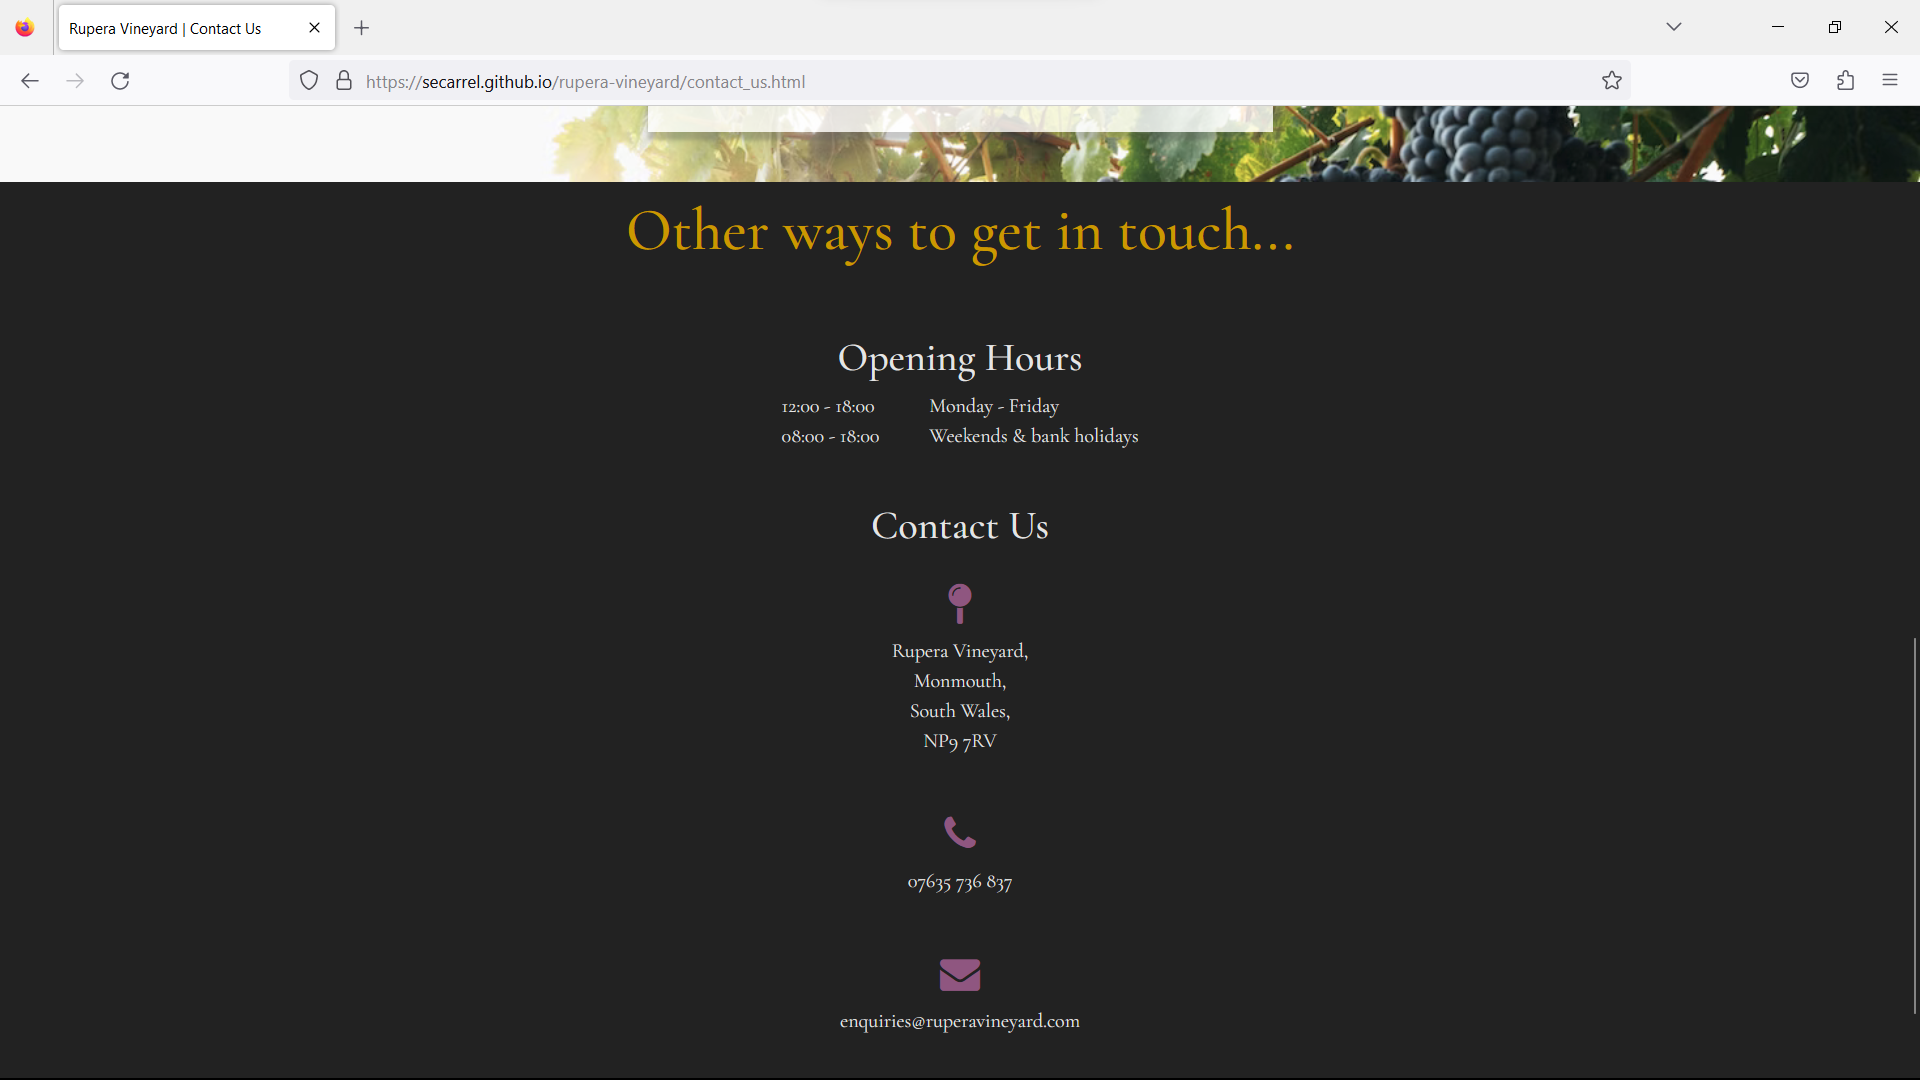 Rupera Vineyard | Contact Us
https://secarrel.github.io/rupera-vineyard/contact_us.html
Other ways to get in touch...
Opening Hours
12:00 - 18:00 Monday - Friday
08:00 - 18:00 Weekends & bank holidays
Contact Us
Rupera Vineyard,
Monmouth,
South Wales,
NP9 7RV
07635 736 837
enquiries@ruperavineyard.com